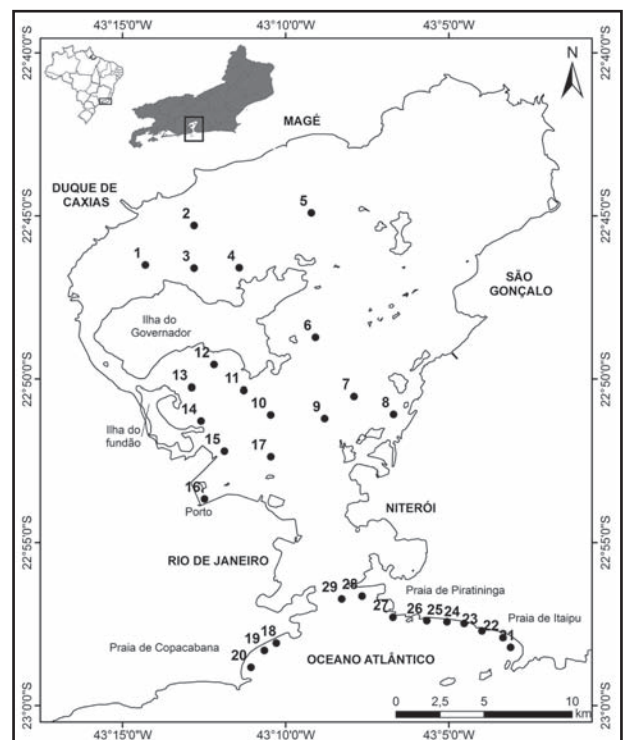 43°15'0"W 43°10'0"W 43°5'0"W
22°40'0"S 22°40'0"S
N
MAGÉ
DUQUE DE
CAXIAS
5
2
22°45'0"S 22°45'0"S
1 3 4
SÃO
GONÇALO
Ilha do
Governador
6
12
22°50'0"S 22°50'0"S
13 11 7
14 10 9 8
Ilha do
fundão
15 17
16
Porto
NITERÓI
22°55'0"S 22°55'0"S
RIO DE JANEIRO
29 28 Praia de Piratininga
27 26 25 24 23 22 21
Praia de Itaipu
Praia de Copacabana
20 19 18
OCEANO ATLÂNTICO
23°0'0"S 23°0'0"S
0 2,5 5 10
km
43°15'0"W 43°10'0"W 43°5'0"W